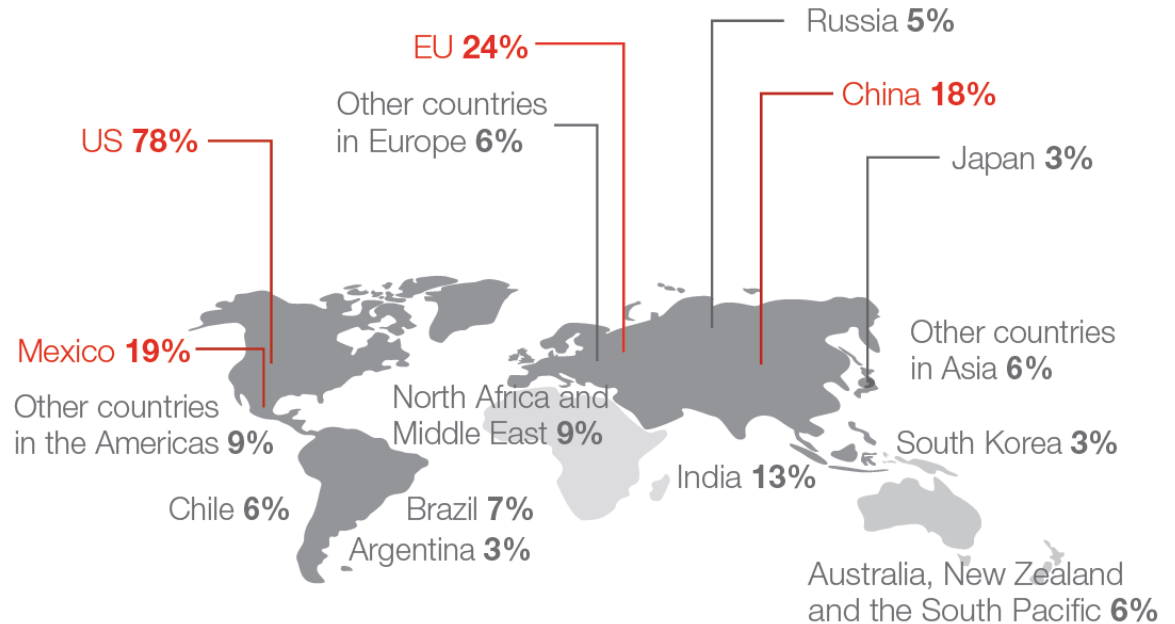 Russia 5%
EU 24%
China 18%
Other countries
in Europe 6%
US 78%
Japan 3%
Mexico 19%
Other countries
in Asia 6%
Other countries
in the Americas 9%
North Africa and
Middle East 9%
South Korea 3%
India 13%
Chile 6%
Brazil 7%
Argentina 3%
Australia, New Zealand
and the South Pacific 6%